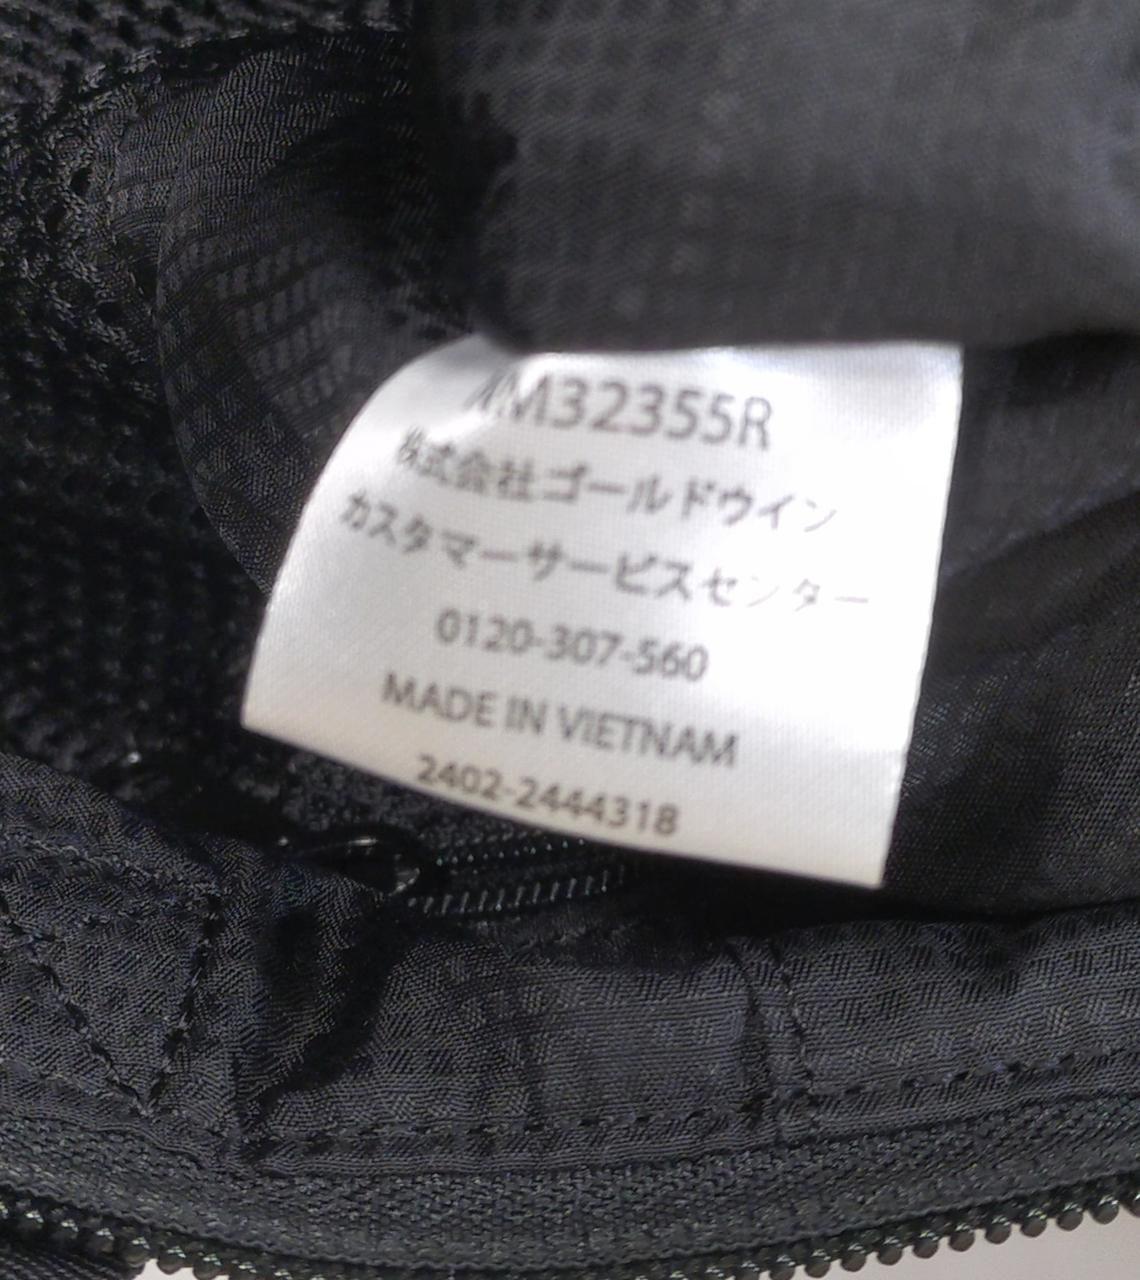 M32355R
株式会社ゴールドウイン
カスタマーサービスセンター
0120-307-560
MADE IN VIETNAM
2402-2444318